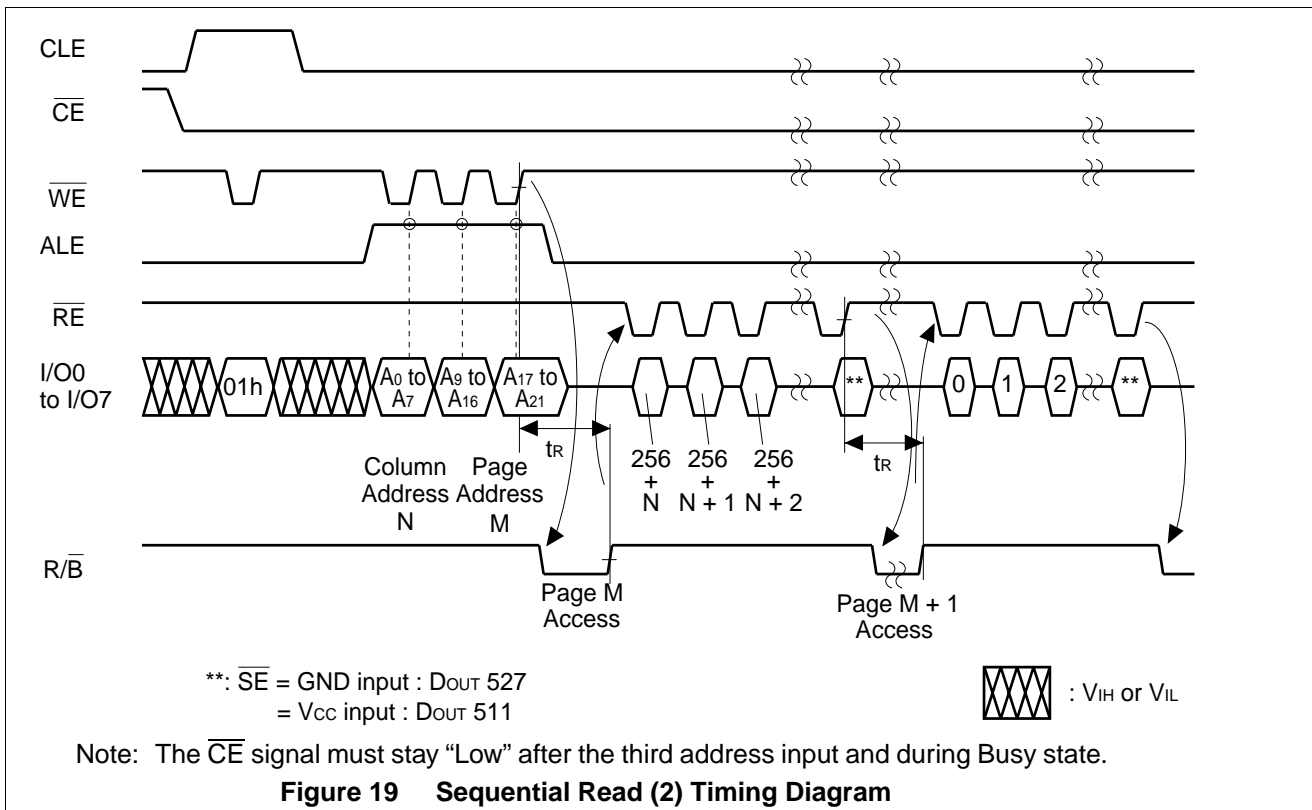 CLE
CE
WE
ALE
RE
I/O0
to I/O7
01h
A0 to
A7
A9 to
A16
A17 to
A21
**
0
1
2
**
tR
tR
Column
Address
N
Page
Address
M
256
+
N
256
+
N + 1
256
+
N + 2
R/B
Page M
Access
Page M + 1
Access
**: SE = GND input : DOUT 527
= VCC input : DOUT 511
: VIH or VIL
Note: The CE signal must stay “Low” after the third address input and during Busy state.
Figure 19 Sequential Read (2) Timing Diagram